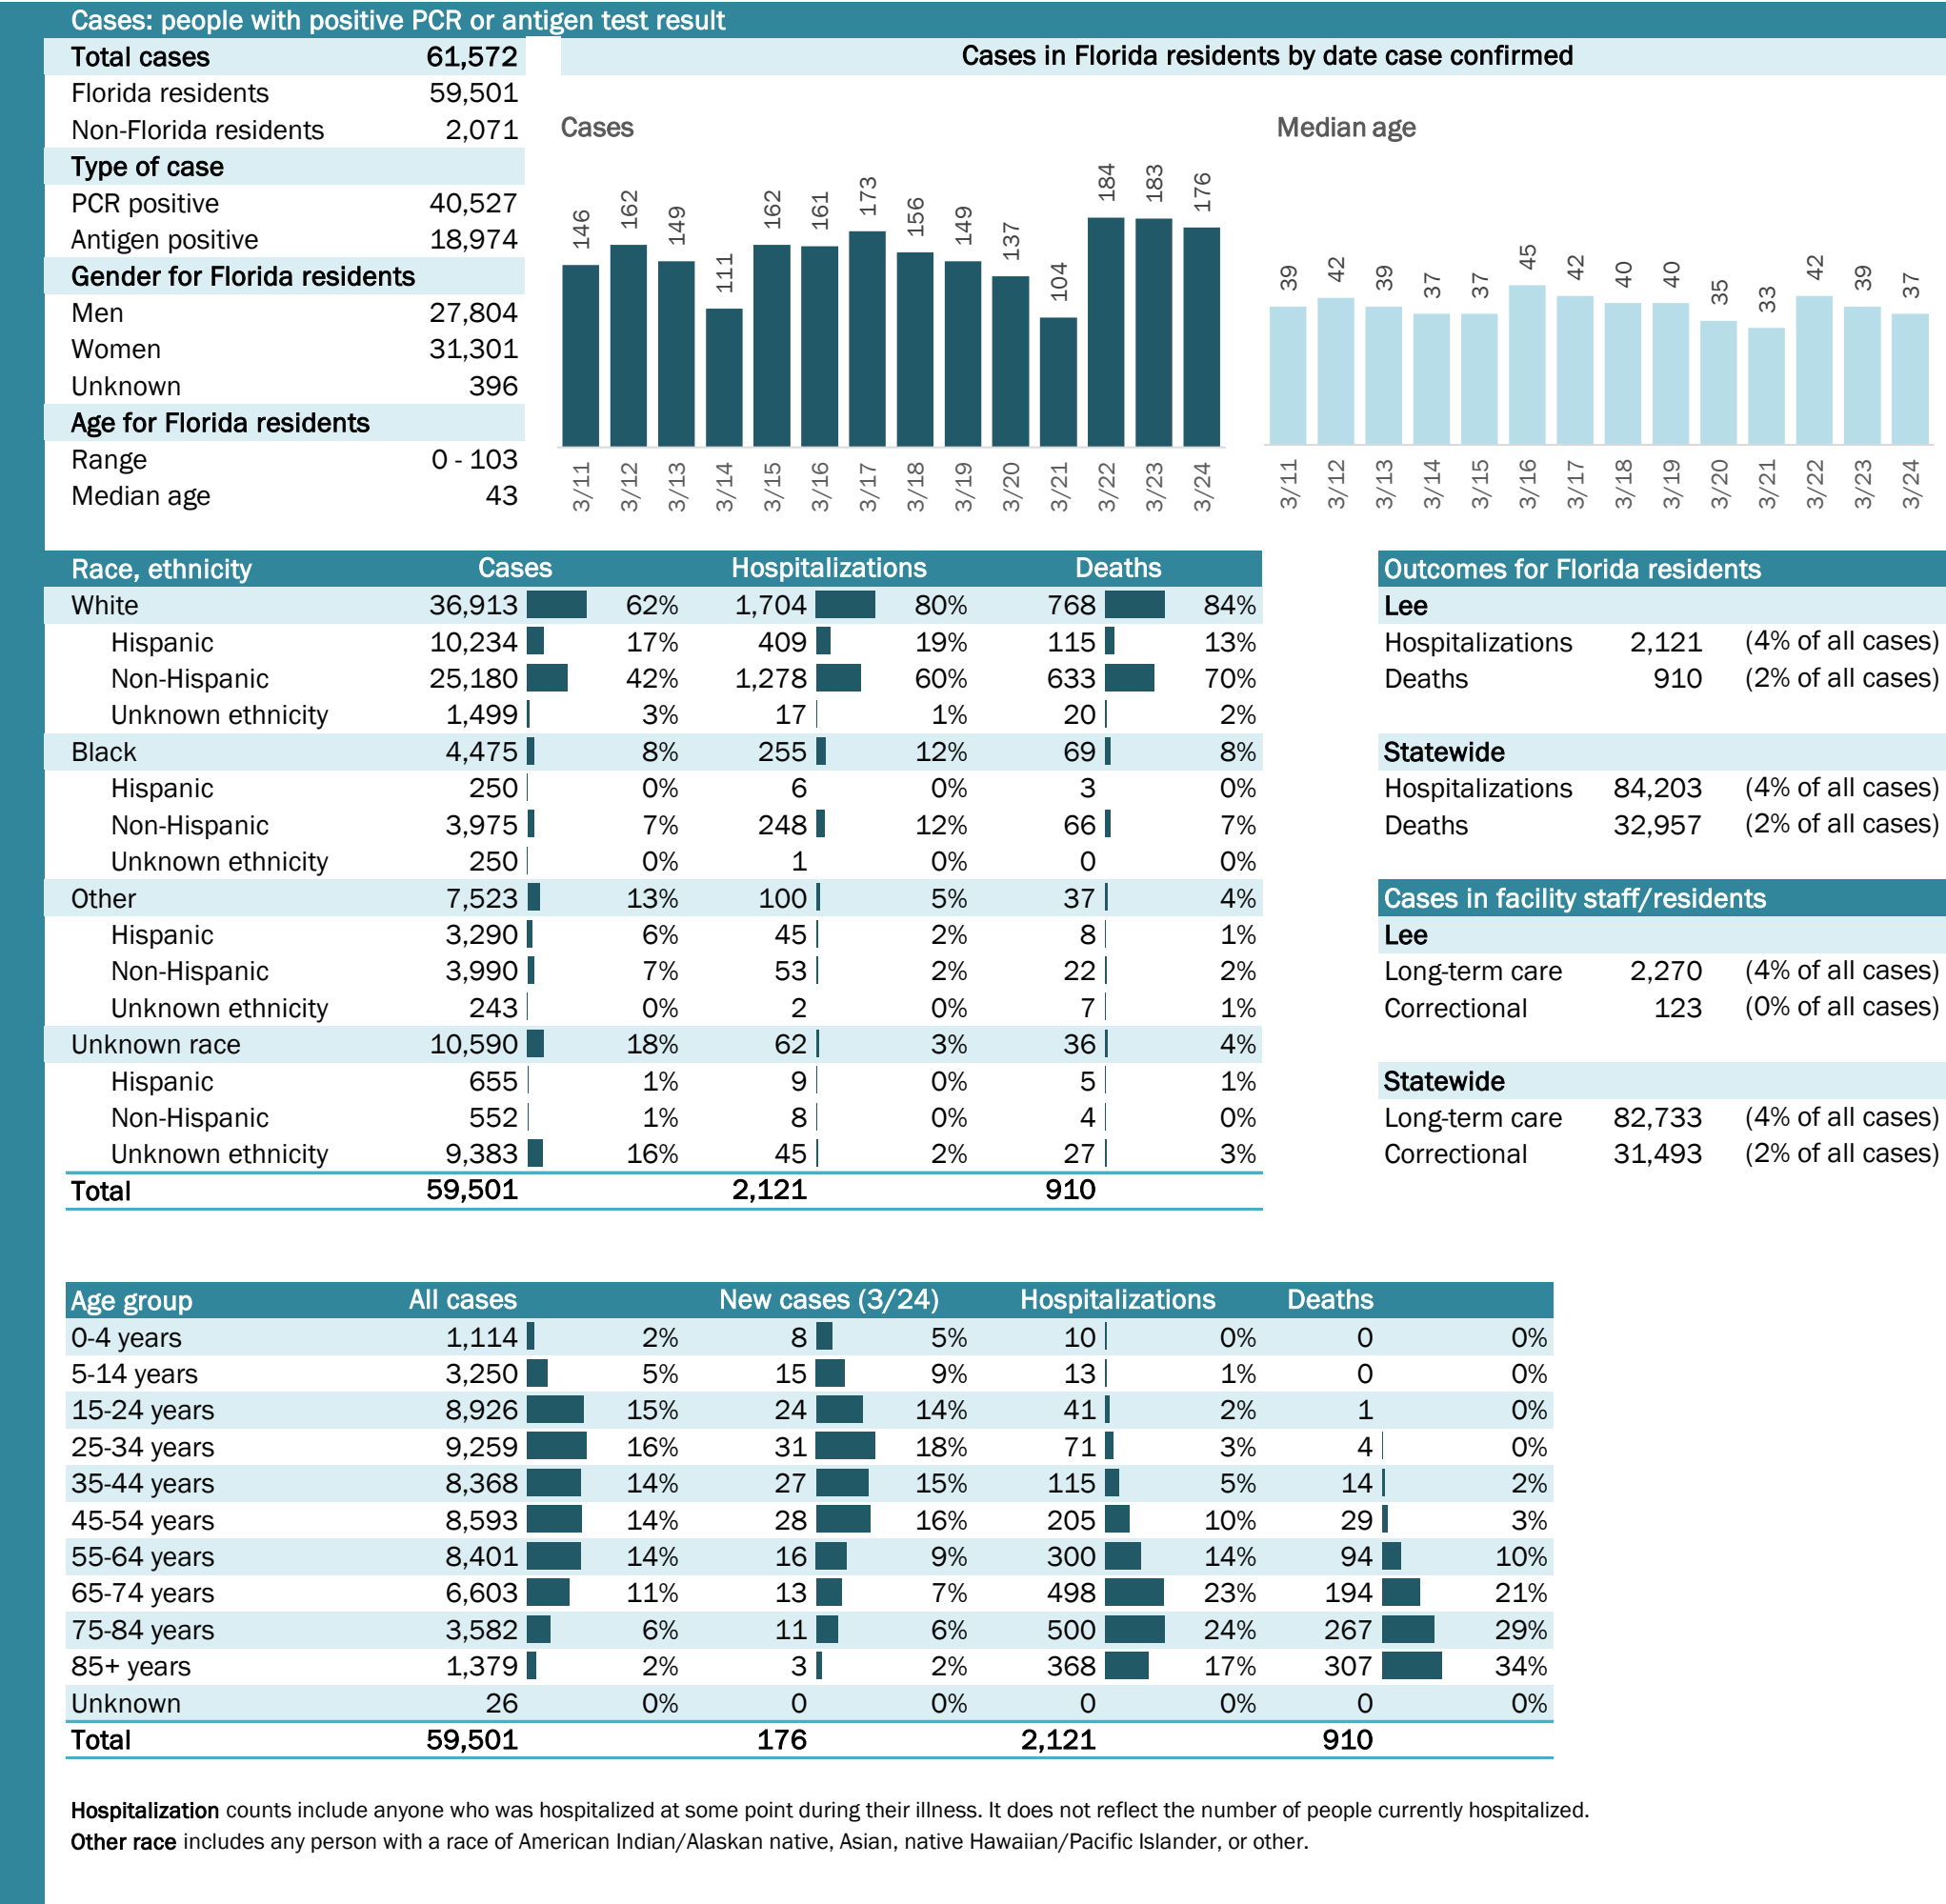 Cases: people with positive PCR or antigen test result
Total cases 61,572
Florida residents 59,501
Non-Florida residents 2,071
Type of case
PCR positive 40,527
Antigen positive 18,974
Gender for Florida residents
Men 27,804
Women 31,301
Unknown 396
Age for Florida residents
Range 0 - 103
Median age 43
Cases in Florida residents by date case confirmed
Cases
146 162 149 111 162 161 173 156 149 137 104 184 183 176
3/11 3/12 3/13 3/14 3/15 3/16 3/17 3/18 3/19 3/20 3/21 3/22 3/23 3/24
Median age
39 42 39 37 37 45 42 40 40 35 33 42 39 37
3/11 3/12 3/13 3/14 3/15 3/16 3/17 3/18 3/19 3/20 3/21 3/22 3/23 3/24
Race, ethnicity Cases Hospitalizations Deaths
White 36,913 62% 1,704 80% 768 84%
Hispanic 10,234 17% 409 19% 115 13%
Non-Hispanic 25,180 42% 1,278 60% 633 70%
Unknown ethnicity 1,499 3% 17 1% 20 2%
Black 4,475 8% 255 12% 69 8%
Hispanic 250 0% 6 0% 3 0%
Non-Hispanic 3,975 7% 248 12% 66 7%
Unknown ethnicity 250 0% 1 0% 0 0%
Other 7,523 13% 100 5% 37 4%
Hispanic 3,290 6% 45 2% 8 1%
Non-Hispanic 3,990 7% 53 2% 22 2%
Unknown ethnicity 243 0% 2 0% 7 1%
Unknown race 10,590 18% 62 3% 36 4%
Hispanic 655 1% 9 0% 5 1%
Non-Hispanic 552 1% 8 0% 4 0%
Unknown ethnicity 9,383 16% 45 2% 27 3%
Total 59,501 2,121 910
Outcomes for Florida residents
Lee
Hospitalizations 2,121 (4% of all cases)
Deaths 910 (2% of all cases)
Statewide
Hospitalizations 84,203 (4% of all cases)
Deaths 32,957 (2% of all cases)
Cases in facility staff/residents
Lee
Long-term care 2,270 (4% of all cases)
Correctional 123 (0% of all cases)
Statewide
Long-term care 82,733 (4% of all cases)
Correctional 31,493 (2% of all cases)
Age group All cases New cases (3/24) Hospitalizations Deaths
0-4 years 1,114 2% 8 5% 10 0% 0 0%
5-14 years 3,250 5% 15 9% 13 1% 0 0%
15-24 years 8,926 15% 24 14% 41 2% 1 0%
25-34 years 9,259 16% 31 18% 71 3% 4 0%
35-44 years 8,368 14% 27 15% 115 5% 14 2%
45-54 years 8,593 14% 28 16% 205 10% 29 3%
55-64 years 8,401 14% 16 9% 300 14% 94 10%
65-74 years 6,603 11% 13 7% 498 23% 194 21%
75-84 years 3,582 6% 11 6% 500 24% 267 29%
85+ years 1,379 2% 3 2% 368 17% 307 34%
Unknown 26 0% 0 0% 0 0% 0 0%
Total 59,501 176 2,121 910
Hospitalization counts include anyone who was hospitalized at some point during their illness. It does not reflect the number of people currently hospitalized.
Other race includes any person with a race of American Indian/Alaskan native, Asian, native Hawaiian/Pacific Islander, or other.